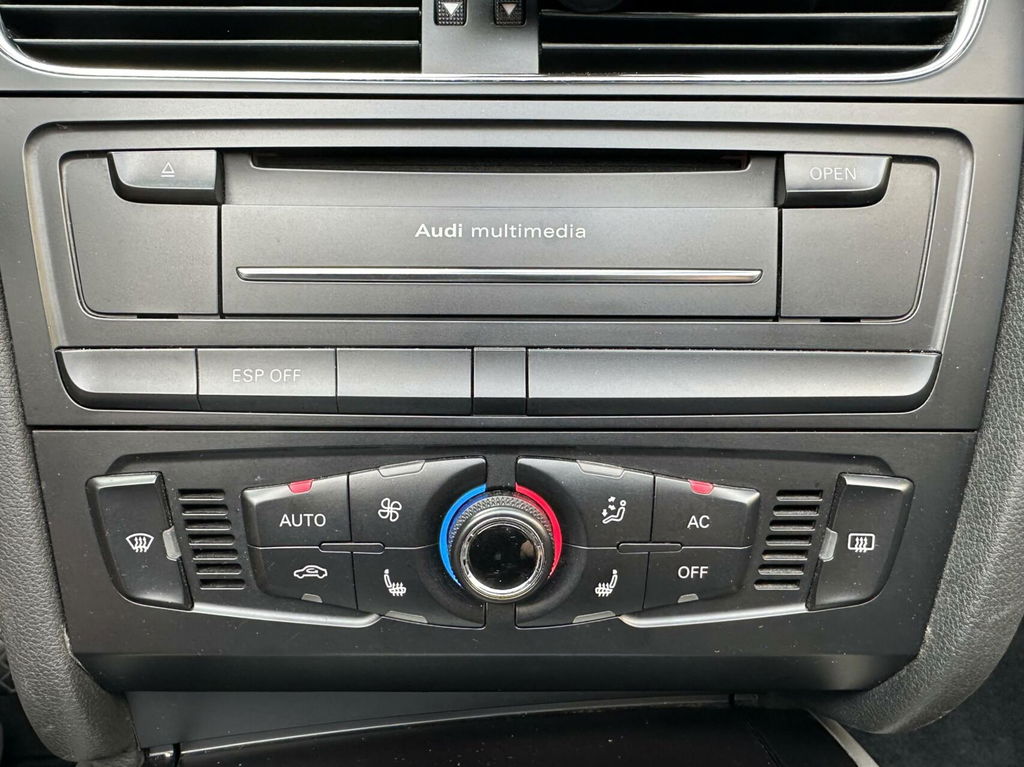 OPEN
Audi multimedia
ESP OFF
AUTO
AC
OFF